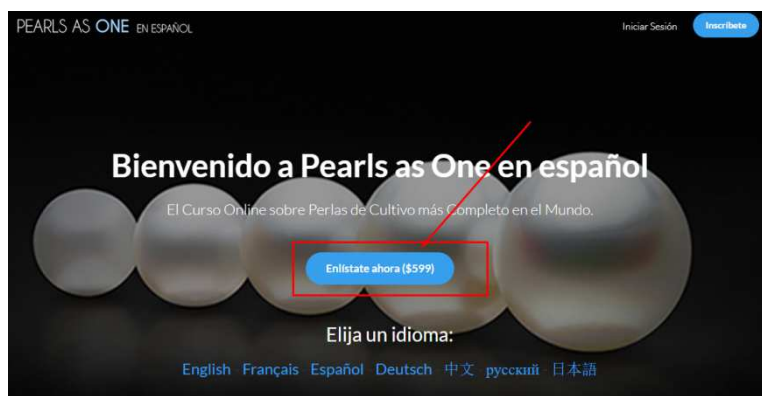 PEARLS AS ONE EN ESPAÑOL
Iniciar Sesión
Inscríbete
Bienvenido a Pearls as One en español
El Curso Online sobre Perlas de Cultivo más Completo en el Mundo.
Enlístate ahora ($599)
Elija un idioma:
English Français Español Deutsch 中文 русский 日本語